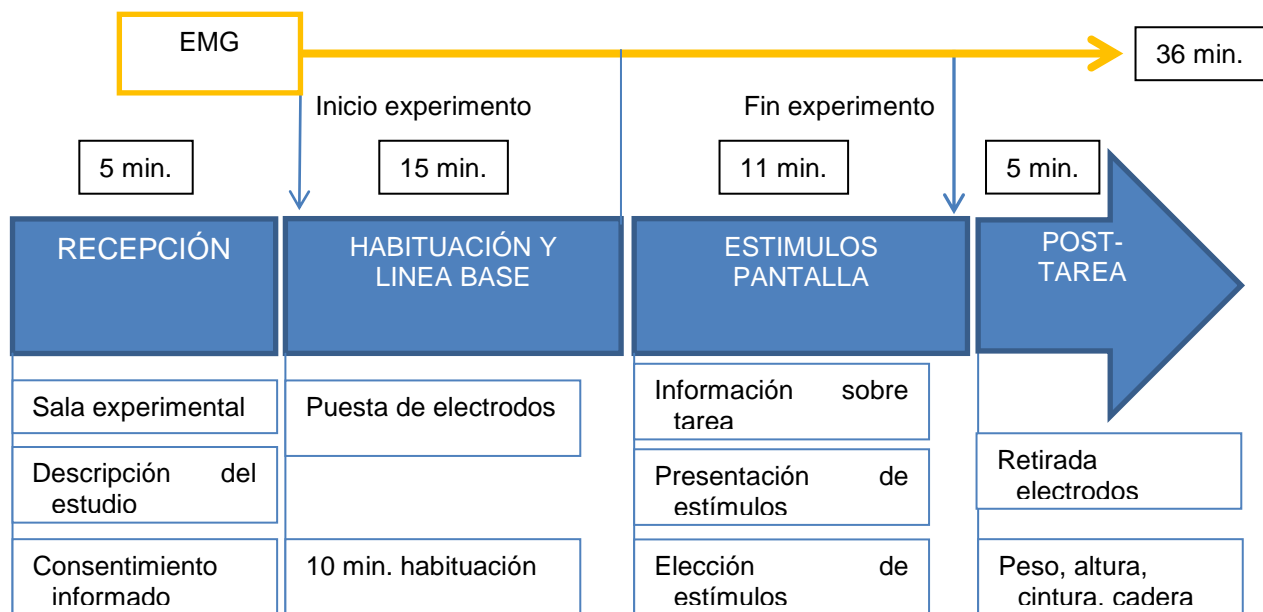 EMG
36 min.
Inicio experimento
Fin experimento
5 min.
15 min.
11 min.
5 min.
RECEPCIÓN
HABITUACIÓN Y
LINEA BASE
ESTIMULOS
PANTALLA
POST-
TAREA
Sala experimental
Descripción del
estudio
Consentimiento
informado
Puesta de electrodos
10 min. habituación
Información sobre
tarea
Presentación de
estímulos
Elección de
estímulos
Retirada
electrodos
Peso, altura,
cintura, cadera